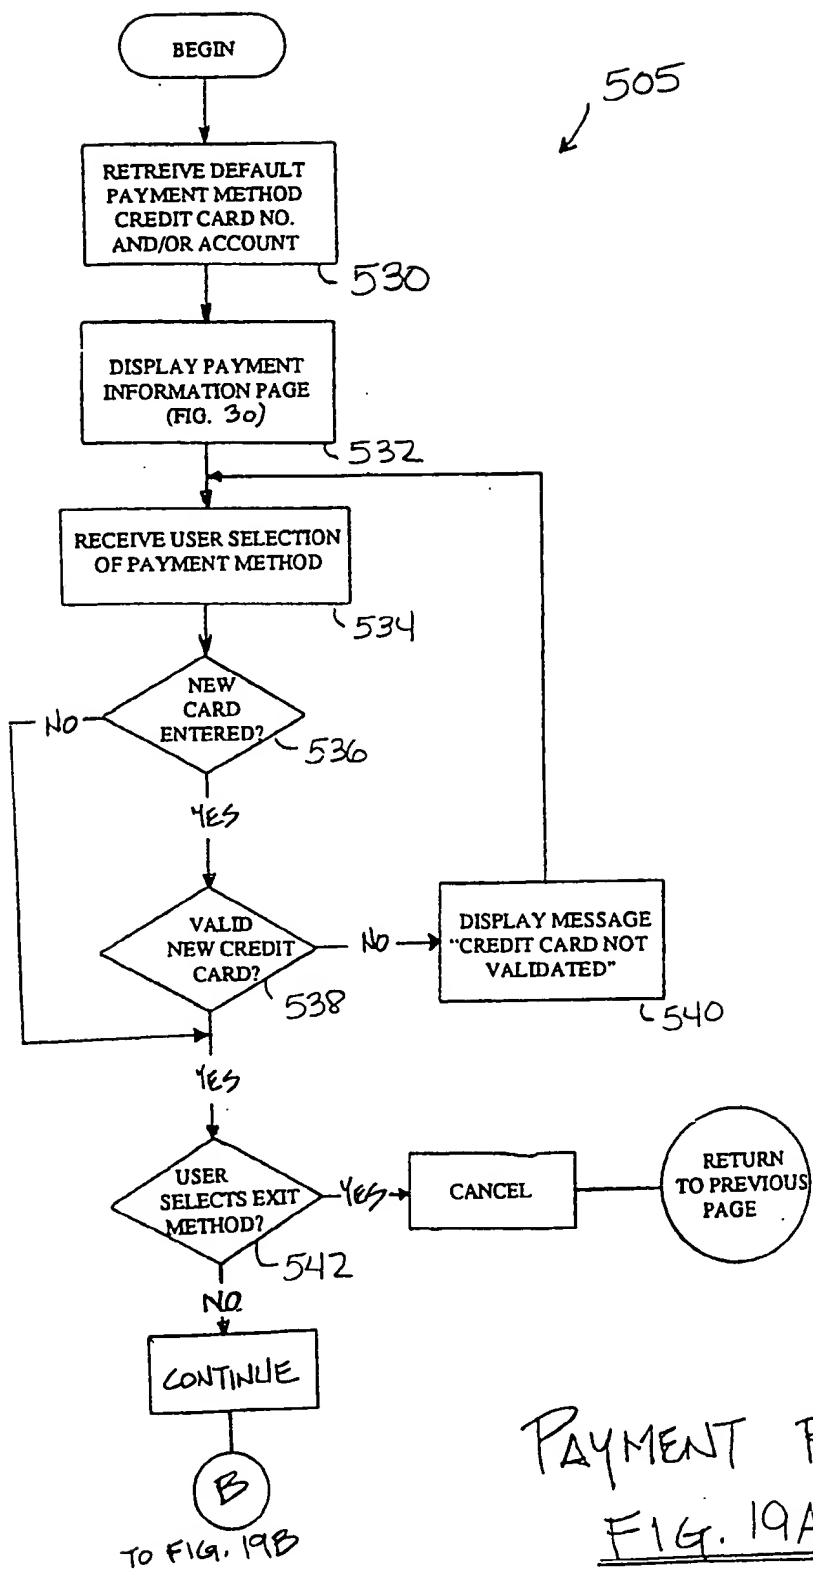 BEGIN
505
RETREIVE DEFAULT
PAYMENT METHOD
CREDIT CARD NO.
AND/OR ACCOUNT
530
DISPLAY PAYMENT
INFORMATION PAGE
(FIG. 30)
532
RECEIVE USER SELECTION
OF PAYMENT METHOD
534
NEW
CARD
ENTERED?
NO
536
YES
VALID
NEW CREDIT
CARD?
538
NO
DISPLAY MESSAGE
"CREDIT CARD NOT
VALIDATED"
540
YES
USER
SELECTS EXIT
METHOD?
542
YES
CANCEL
RETURN
TO PREVIOUS
PAGE
NO
CONTINUE
B
TO FIG. 19B
PAYMENT
FIG. 19A